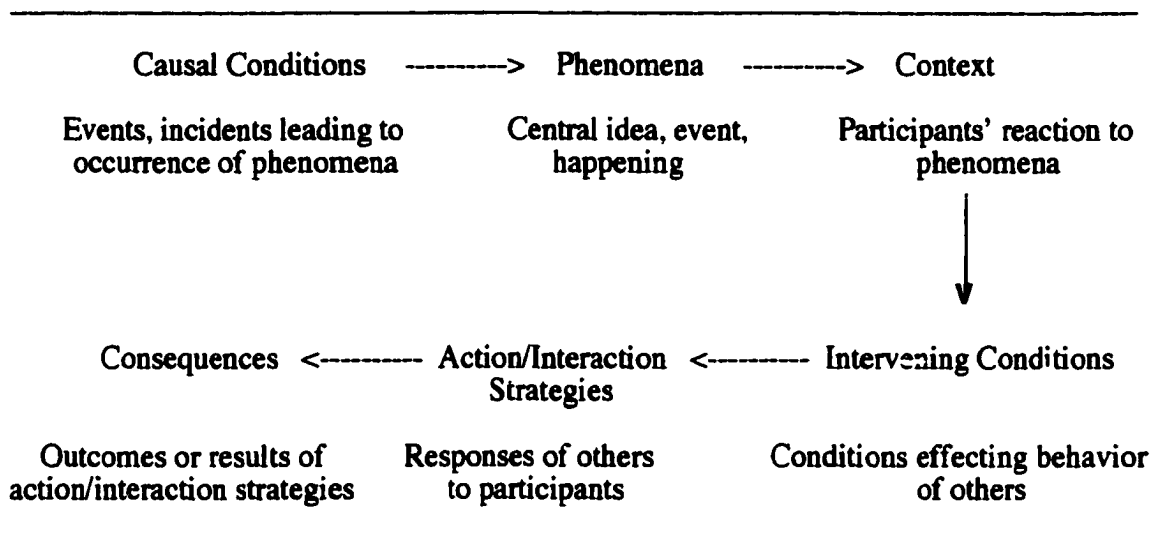 Causal Conditions ----------> Phenomena ----------> Context
Events, incidents leading to occurrence of phenomena
Central idea, event, happening
Participants' reaction to phenomena
Consequences <---------- Action/Interaction Strategies <---------- Intervening Conditions
Outcomes or results of action/interaction strategies
Responses of others to participants
Conditions effecting behavior of others